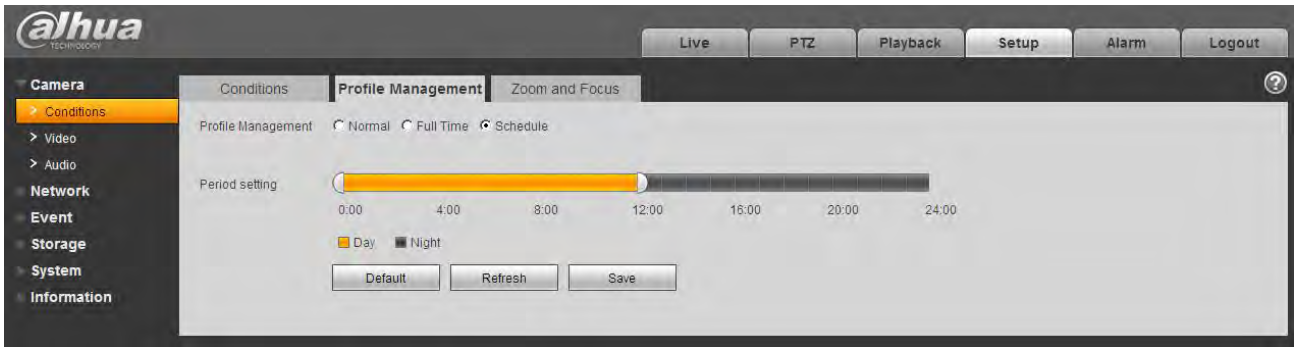 alhua
TECHNOLOGY
Live PTZ Playback Setup Alarm Logout
Camera
Conditions Profile Management Zoom and Focus ?
> Conditions
Profile Management Normal Full Time Schedule
> Video
> Audio
Period setting
Network
0:00 4:00 8:00 12:00 16:00 20:00 24:00
Event
Storage
Day Night
System
Default Refresh Save
Information